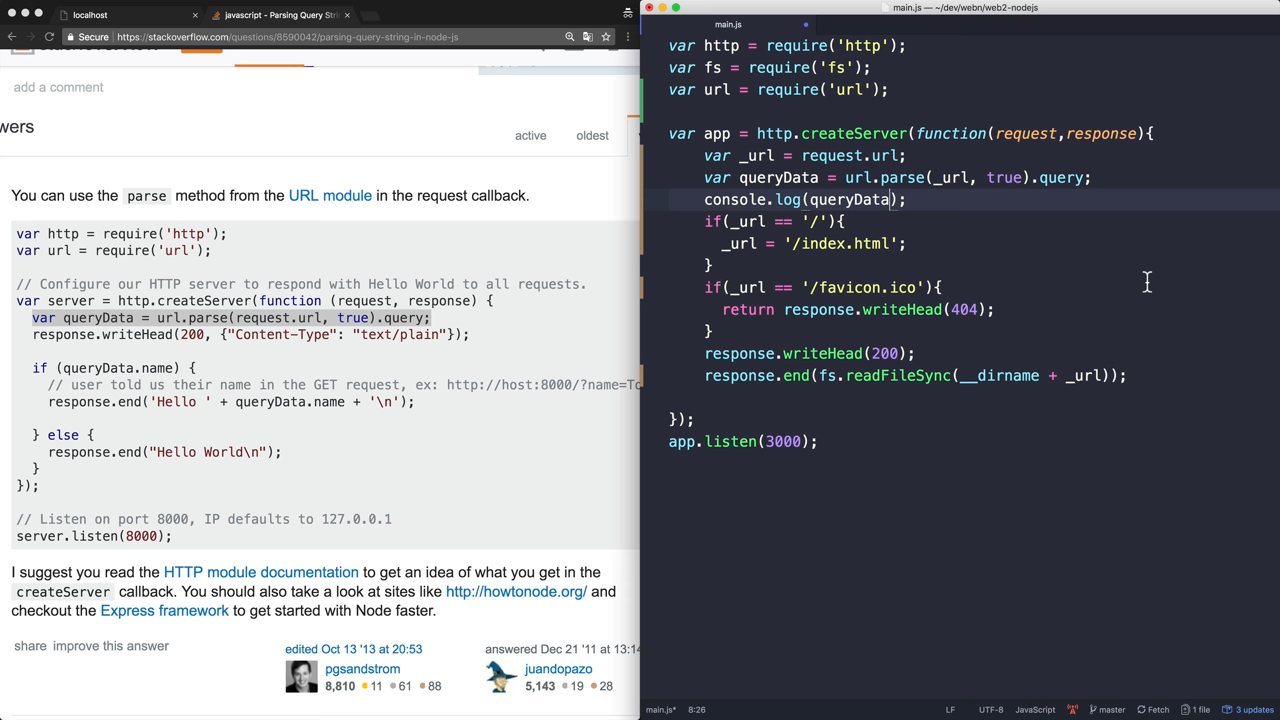 localhost
javascript - Parsing Query Stri
Secure
https://stackoverflow.com/questions/8590042/parsing-query-string-in-node-js
add a comment
wers
active
oldest
You can use the parse method from the URL module in the request callback.
var http = require('http');
var url = require('url');
// Configure our HTTP server to respond with Hello World to all requests.
var server = http.createServer(function (request, response) {
var queryData = url.parse(request.url, true).query;
response.writeHead(200, {"Content-Type": "text/plain"});
if (queryData.name) {
// user told us their name in the GET request, ex: http://host:8000/?name=To
response.end('Hello ' + queryData.name + '\n');
} else {
response.end("Hello World\n");
}
});
// Listen on port 8000, IP defaults to 127.0.0.1
server.listen(8000);
I suggest you read the HTTP module documentation to get an idea of what you get in the
createServer callback. You should also take a look at sites like http://howtonode.org/ and
checkout the Express framework to get started with Node faster.
share improve this answer
edited Oct 13 '13 at 20:53
pgsandstrom
8,810 11 61 88
answered Dec 21 '11 at 13:14
juandopazo
5,143 19 28
main.js — ~/dev/webn/web2-nodejs
main.js
var http = require('http');
var fs = require('fs');
var url = require('url');
var app = http.createServer(function(request,response){
var _url = request.url;
var queryData = url.parse(_url, true).query;
console.log(queryData);
if(_url == '/'){
_url = '/index.html';
}
if(_url == '/favicon.ico'){
return response.writeHead(404);
}
response.writeHead(200);
response.end(fs.readFileSync(__dirname + _url));
});
app.listen(3000);
main.js* 8:26
LF UTF-8 JavaScript master Fetch 1 file 3 updates